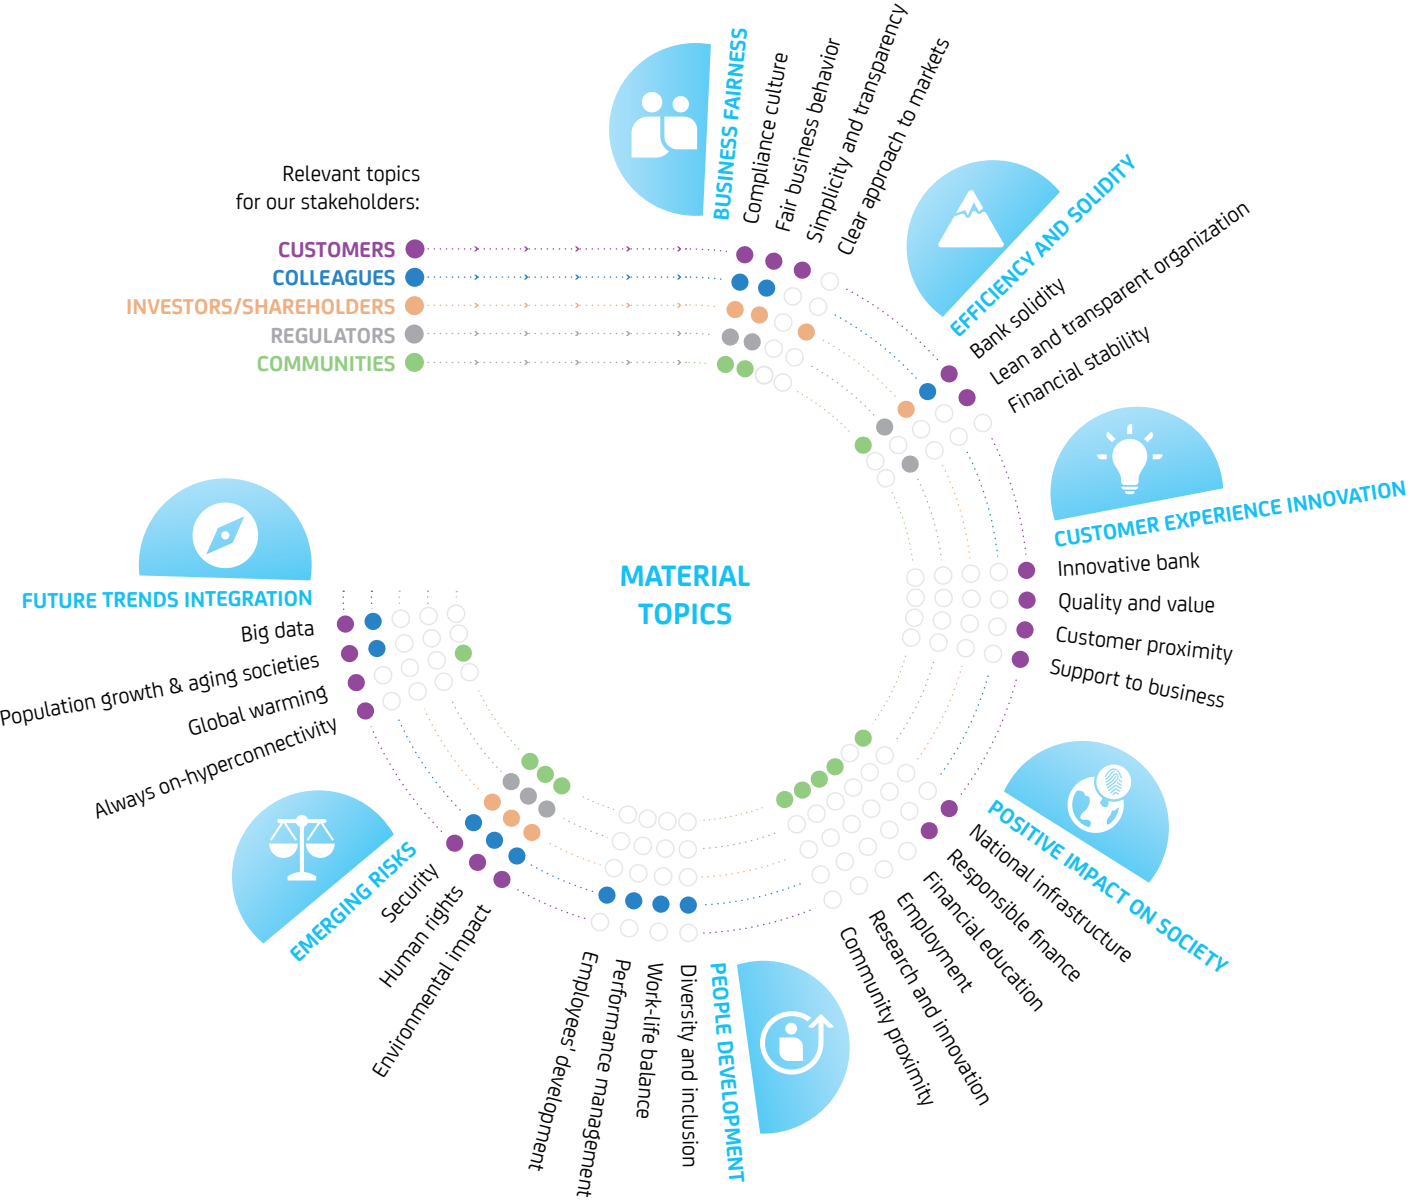 Relevant topics
for our stakeholders:
CUSTOMERS
COLLEAGUES
INVESTORS/SHAREHOLDERS
REGULATORS
COMMUNITIES
BUSINESS FAIRNESS
Compliance culture
Fair business behavior
Simplicity and transparency
Clear approach to markets
EFFICIENCY AND SOLIDITY
Bank solidity
Lean and transparent organization
Financial stability
CUSTOMER EXPERIENCE INNOVATION
Innovative bank
Quality and value
Customer proximity
Support to business
POSITIVE IMPACT ON SOCIETY
National infrastructure
Responsible finance
Financial education
Employment
Research and innovation
Community proximity
PEOPLE DEVELOPMENT
Diversity and inclusion
Work-life balance
Performance management
Employees' development
EMERGING RISKS
Environmental impact
Human rights
Security
FUTURE TRENDS INTEGRATION
Always on-hyperconnectivity
Global warming
Population growth & aging societies
Big data
MATERIAL
TOPICS